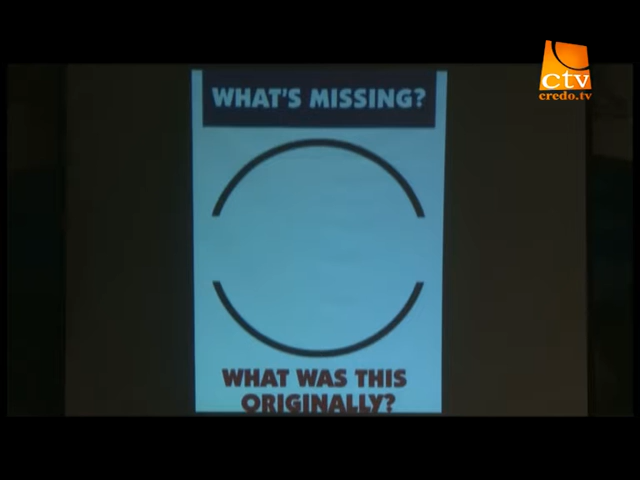 ctv
credo.tv
WHAT'S MISSING?
WHAT WAS THIS
ORIGINALLY?